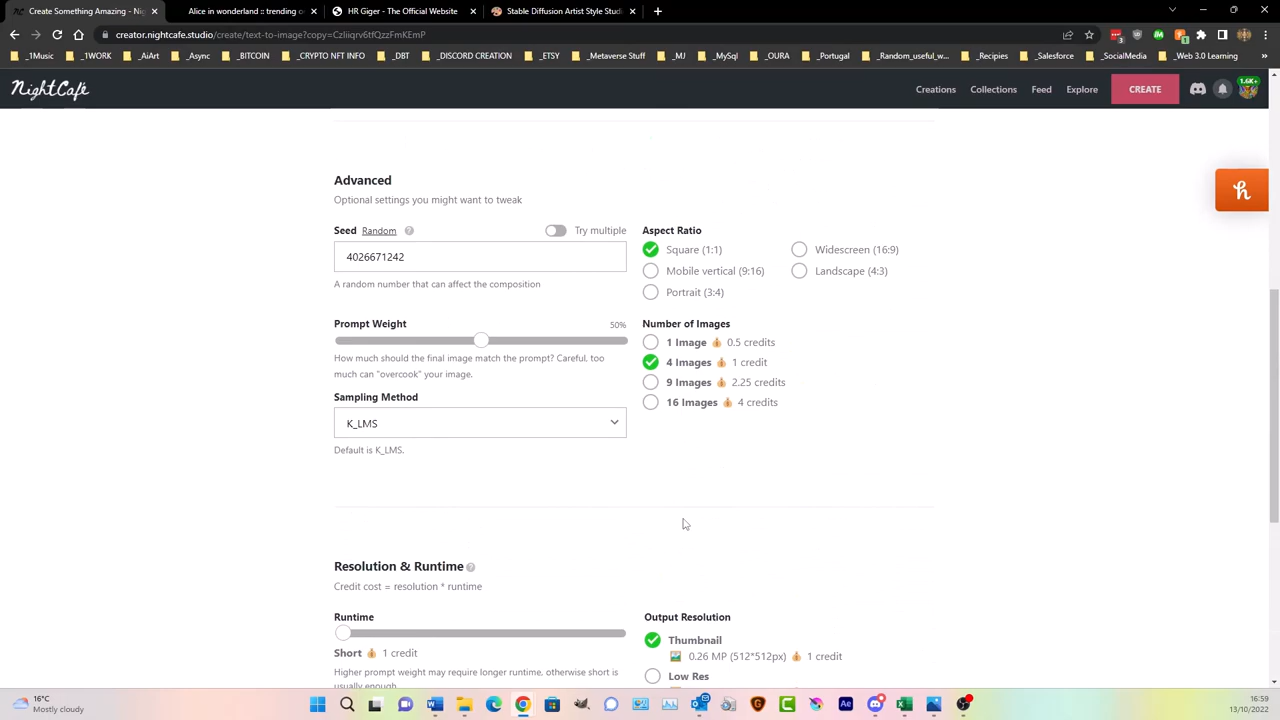 Create Something Amazing - Nig
Alice in wonderland :: trending o
HR Giger - The Official Website
Stable Diffusion Artist Style Studi
creator.nightcafe.studio/create/text-to-image?copy=Czliqrv6tfQzzFmKEmP
_1Music
_1WORK
_AiArt
_Async
_BITCOIN
_CRYPTO NEW INFO
_DBT
_DISCORD CREATION
_ETSY
_Metaverse Stuff
_MJ
_MySql
_OURA
_Portugal
_Random_useful_w...
_Recipies
_Salesforce
_SocialMedia
_Web 3.0 Learning
NightCafe
Creations
Collections
Feed
Explore
CREATE
1.6K+
Advanced
Optional settings you might want to tweak
Seed Random ?
Try multiple
4026671242
A random number that can affect the composition
Aspect Ratio
Square (1:1)
Widescreen (16:9)
Mobile vertical (9:16)
Landscape (4:3)
Portrait (3:4)
Prompt Weight
50%
How much should the final image match the prompt? Careful, too
much can "overcook" your image.
Number of Images
1 Image 0.5 credits
4 Images 1 credit
9 Images 2.25 credits
16 Images 4 credits
Sampling Method
K_LMS
Default is K_LMS.
Resolution & Runtime ?
Credit cost = resolution * runtime
Runtime
Short 1 credit
Higher prompt weight may require longer runtime, otherwise short is
usually enough.
Output Resolution
Thumbnail
0.26 MP (512*512px) 1 credit
Low Res
16°C
Mostly cloudy
16:59
13/10/2022